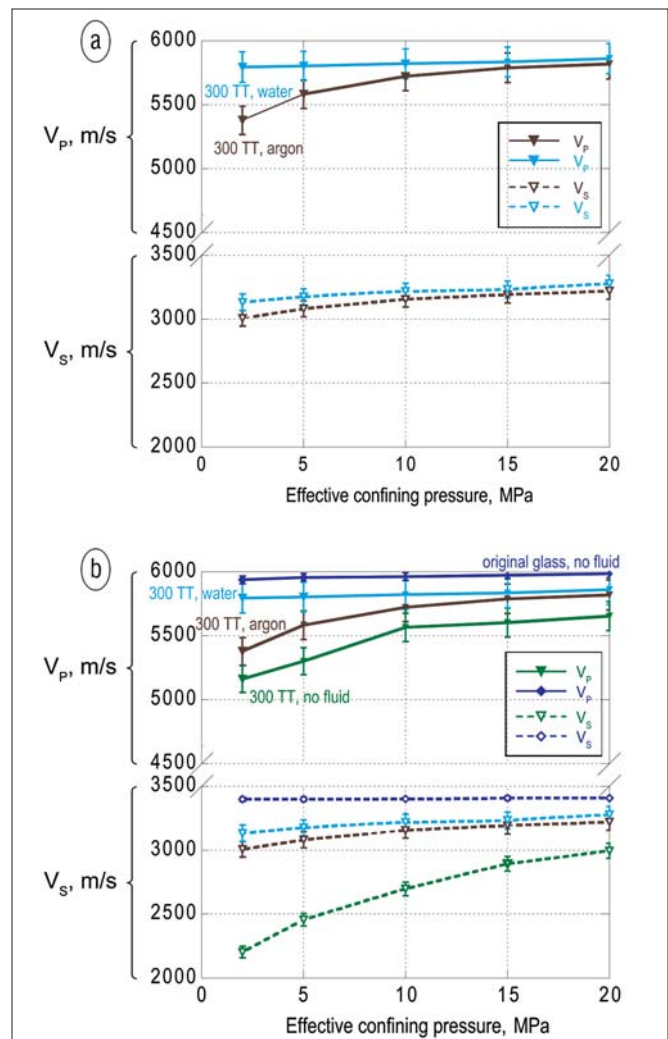 a
6000
5500
5000
4500
V_P, m/s
300 TT, water
300 TT, argon
V_P
V_P
V_S
V_S
3500
3000
2500
2000
V_S, m/s
0 5 10 15 20
Effective confining pressure, MPa
b
6000
5500
5000
4500
V_P, m/s
original glass, no fluid
300 TT, water
300 TT, argon
300 TT, no fluid
V_P
V_P
V_S
V_S
3500
3000
2500
2000
V_S, m/s
0 5 10 15 20
Effective confining pressure, MPa